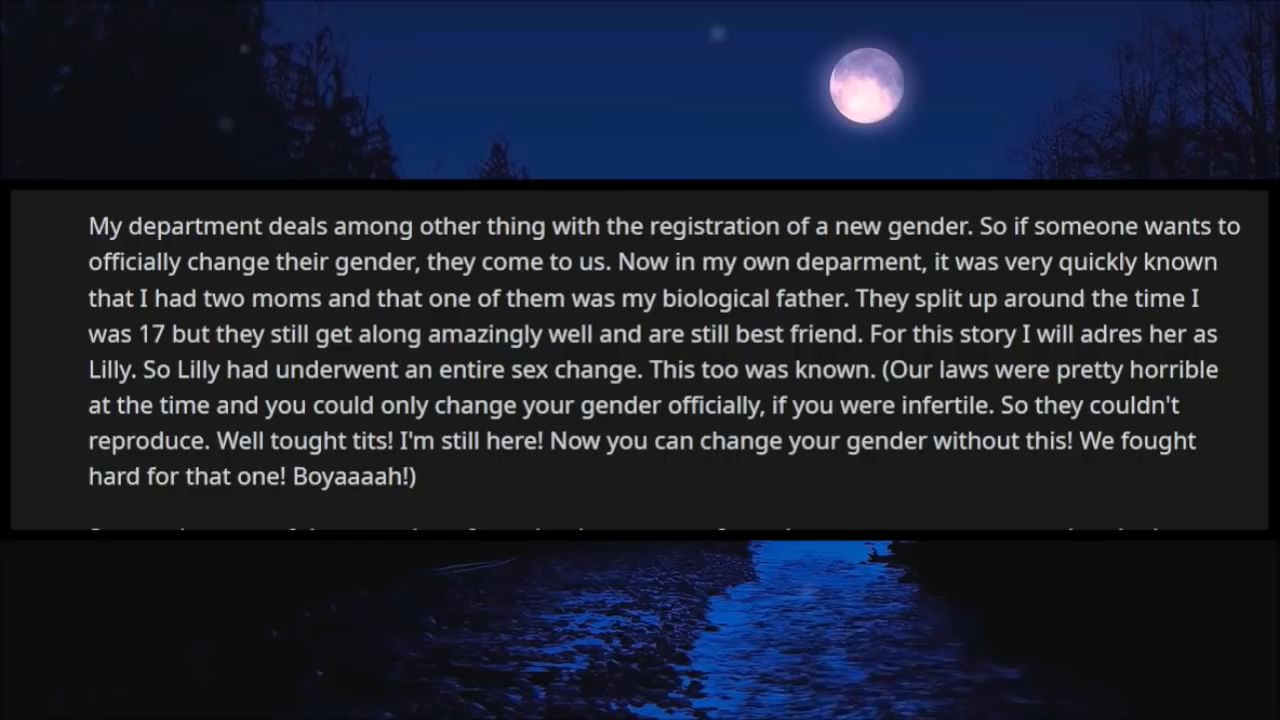 My department deals among other thing with the registration of a new gender. So if someone wants to
officially change their gender, they come to us. Now in my own deparment, it was very quickly known
that I had two moms and that one of them was my biological father. They split up around the time I
was 17 but they still get along amazingly well and are still best friend. For this story I will adres her as
Lilly. So Lilly had underwent an entire sex change. This too was known. (Our laws were pretty horrible
at the time and you could only change your gender officially, if you were infertile. So they couldn't
reproduce. Well tought tits! I'm still here! Now you can change your gender without this! We fought
hard for that one! Boyaaaah!)